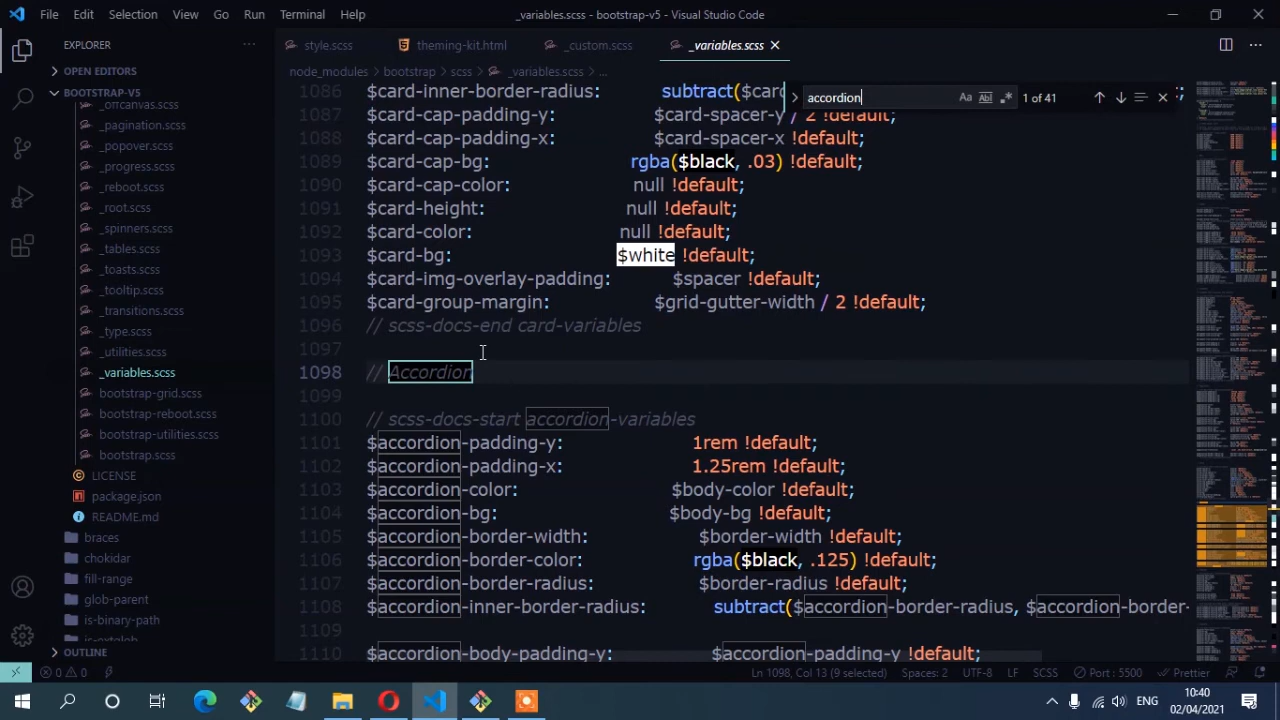 File Edit Selection View Go Run Terminal Help
_variables.scss - bootstrap-v5 - Visual Studio Code
EXPLORER
style.scss
theming-kit.html
_custom.scss
_variables.scss
OPEN EDITORS
node_modules > bootstrap > scss > _variables.scss > ...
BOOTSTRAP-V5
accordion
1 of 41
_offcanvas.scss
_pagination.scss
_popover.scss
_progress.scss
_reboot.scss
_root.scss
_spinners.scss
_tables.scss
_toasts.scss
_tooltip.scss
_transitions.scss
_type.scss
_utilities.scss
_variables.scss
bootstrap-grid.scss
bootstrap-reboot.scss
bootstrap-utilities.scss
bootstrap.scss
LICENSE
package.json
README.md
braces
chokidar
fill-range
glob-parent
is-binary-path
is-extglob
OUTLINE
1086 $card-inner-border-radius: subtract($card
$card-cap-padding-y: $card-spacer-y / 2 !default;
1088 $card-cap-padding-x: $card-spacer-x !default;
1089 $card-cap-bg: rgba($black, .03) !default;
1090 $card-cap-color: null !default;
1091 $card-height: null !default;
1092 $card-color: null !default;
1093 $card-bg: $white !default;
1094 $card-img-overlay-padding: $spacer !default;
1095 $card-group-margin: $grid-gutter-width / 2 !default;
1096 // scss-docs-end card-variables
1097
1098 // Accordion
1099
1100 // scss-docs-start accordion-variables
1101 $accordion-padding-y: 1rem !default;
1102 $accordion-padding-x: 1.25rem !default;
1103 $accordion-color: $body-color !default;
1104 $accordion-bg: $body-bg !default;
1105 $accordion-border-width: $border-width !default;
1106 $accordion-border-color: rgba($black, .125) !default;
1107 $accordion-border-radius: $border-radius !default;
1108 $accordion-inner-border-radius: subtract($accordion-border-radius, $accordion-border-
1109
1110 $accordion-body-padding-y: $accordion-padding-y !default;
0 0 Ln 1098, Col 13 (9 selected) Spaces: 2 UTF-8 LF SCSS Port : 5500 Prettier
ENG
10:40
02/04/2021